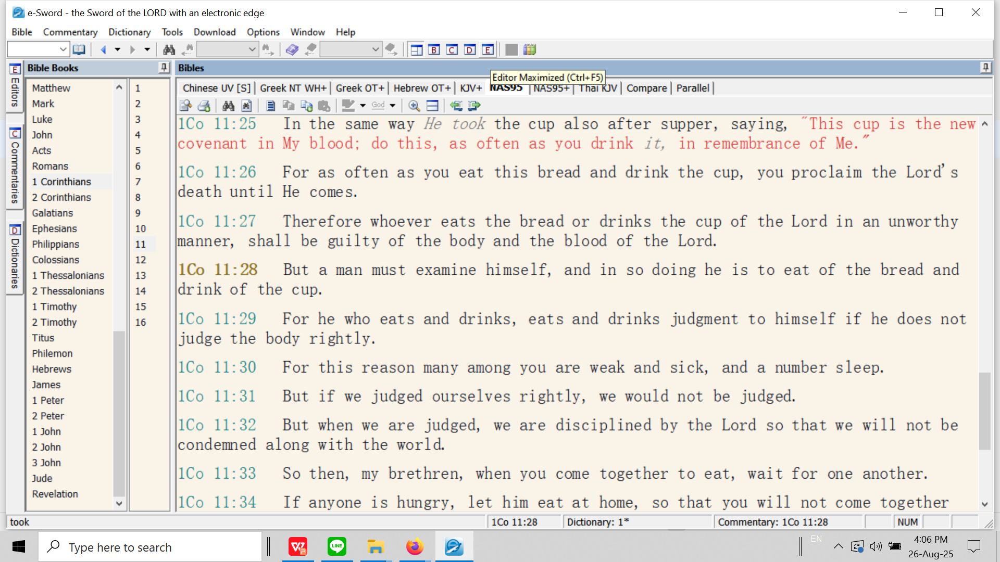 e-Sword - the Sword of the LORD with an electronic edge
Bible Commentary Dictionary Tools Download Options Window Help
God
B C D E
Bible Books
Bibles
Editor Maximized (Ctrl+F5)
Chinese UV [S] Greek NT WH+ Greek OT+ Hebrew OT+ KJV+ NAS95 NAS95+ Thai KJV Compare Parallel
E Editors
C Commentaries
D Dictionaries
Matthew
Mark
Luke
John
Acts
Romans
1 Corinthians
2 Corinthians
Galatians
Ephesians
Philippians
Colossians
1 Thessalonians
2 Thessalonians
1 Timothy
2 Timothy
Titus
Philemon
Hebrews
James
1 Peter
2 Peter
1 John
2 John
3 John
Jude
Revelation
1
2
3
4
5
6
7
8
9
10
11
12
13
14
15
16
1Co 11:25 In the same way He took the cup also after supper, saying, "This cup is the new
covenant in My blood; do this, as often as you drink it, in remembrance of Me."
1Co 11:26 For as often as you eat this bread and drink the cup, you proclaim the Lord's
death until He comes.
1Co 11:27 Therefore whoever eats the bread or drinks the cup of the Lord in an unworthy
manner, shall be guilty of the body and the blood of the Lord.
1Co 11:28 But a man must examine himself, and in so doing he is to eat of the bread and
drink of the cup.
1Co 11:29 For he who eats and drinks, eats and drinks judgment to himself if he does not
judge the body rightly.
1Co 11:30 For this reason many among you are weak and sick, and a number sleep.
1Co 11:31 But if we judged ourselves rightly, we would not be judged.
1Co 11:32 But when we are judged, we are disciplined by the Lord so that we will not be
condemned along with the world.
1Co 11:33 So then, my brethren, when you come together to eat, wait for one another.
1Co 11:34 If anyone is hungry, let him eat at home, so that you will not come together
took
1Co 11:28
Dictionary: 1*
Commentary: 1Co 11:28
NUM
Type here to search
LINE
EN
4:06 PM
26-Aug-25